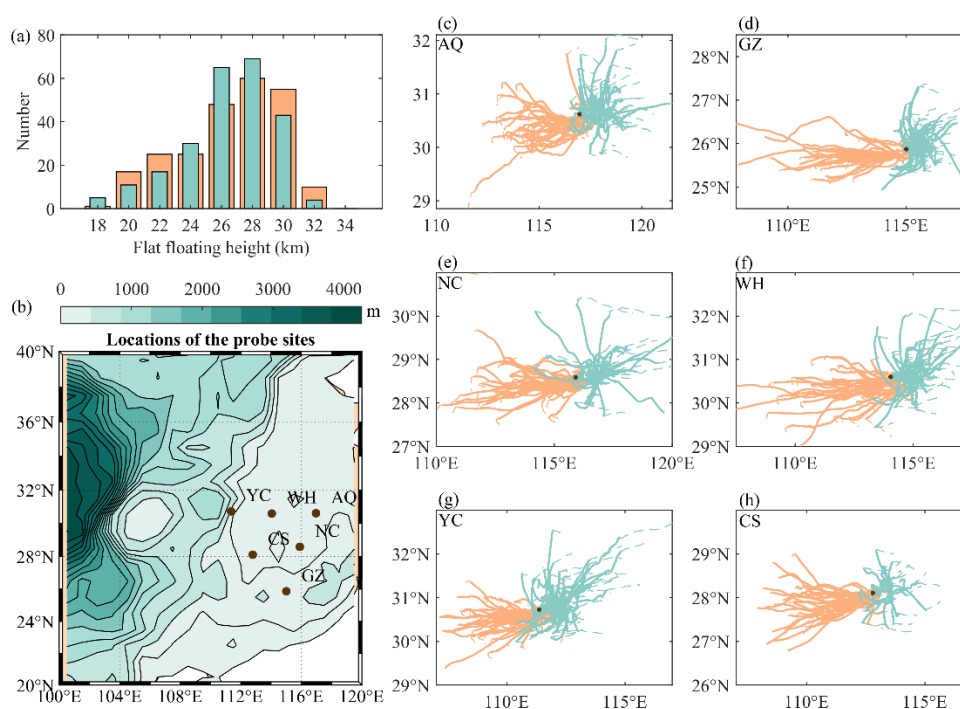 (a)
80
60
40
20
0
Number
18 20 22 24 26 28 30 32 34
Flat floating height (km)
(b)
0 1000 2000 3000 4000
m
Locations of the probe sites
40°N
36°N
32°N
28°N
24°N
20°N
100°E 104°E 108°E 112°E 116°E 120°E
YC WH AQ
CS NC
GZ
(c)
AQ
32
31
30
29
110 115 120
(d)
GZ
28°N
27°N
26°N
25°N
110°E 115°E
(e)
NC
30°N
29°N
28°N
27°N
110°E 115°E 120°E
(f)
WH
32°N
31°N
30°N
29°N
110°E 115°E
(g)
YC
32°N
31°N
30°N
29°N
110°E 115°E
(h)
CS
29°N
28°N
27°N
26°N
110°E 115°E